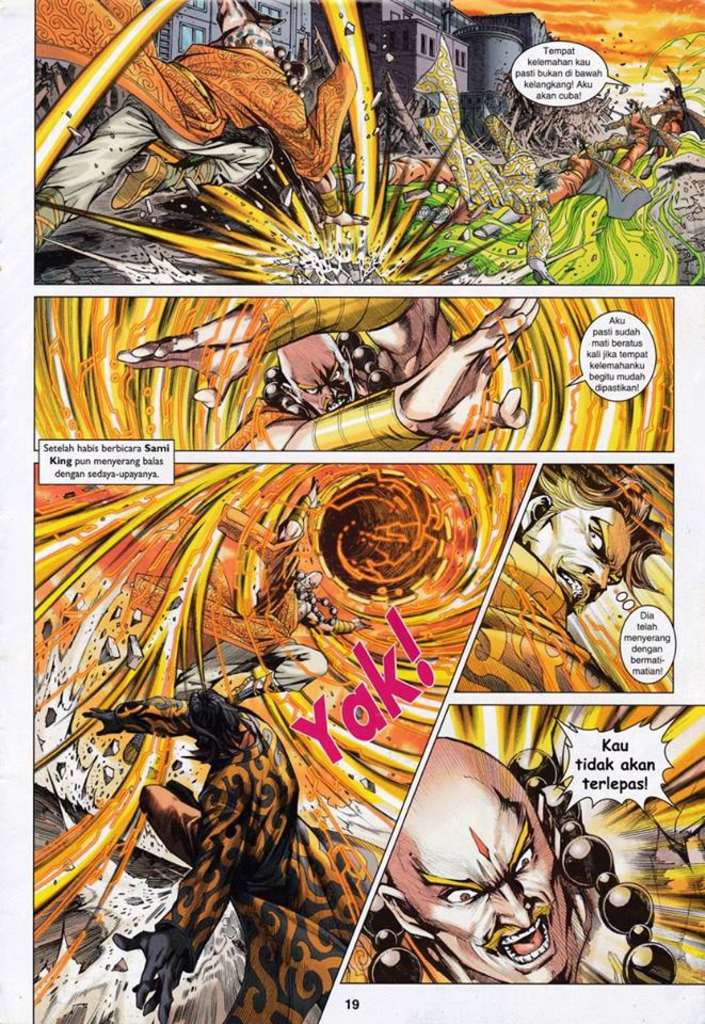 Tempat
kelemahan kau
pasti bukan di bawah
kelangkang! Aku
akan cuba!
Aku
pasti sudah
mati beratus
kali jika tempat
kelemahanku
begitu mudah
dipastikan!
Setelah habis berbicara Sami
King pun menyerang balas
dengan sedaya-upayanya.
Yak!
Dia
telah
menyerang
dengan
bermati-
matian!
Kau
tidak akan
terlepas!
19